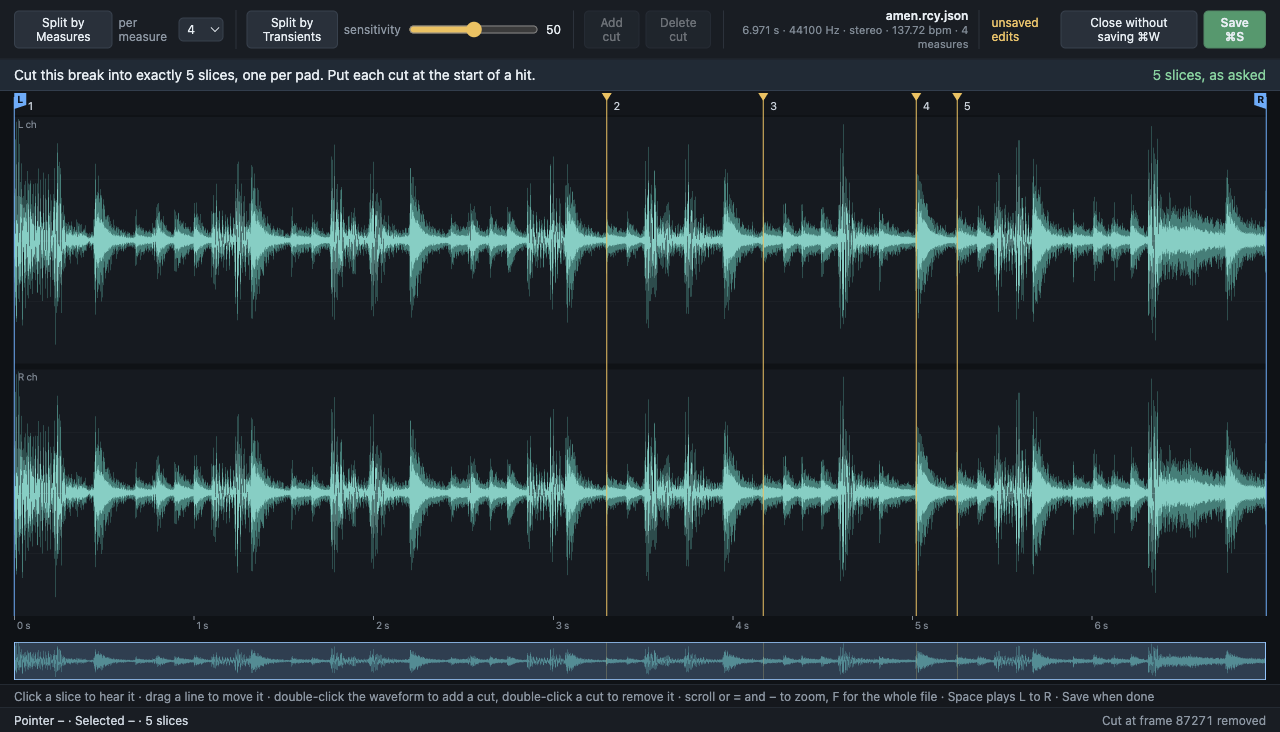 Split by Measures
per measure
4
Split by Transients
sensitivity
50
Add cut
Delete cut
amen.rcy.json
6.971 s · 44100 Hz · stereo · 137.72 bpm · 4 measures
unsaved edits
Close without saving ⌘W
Save ⌘S
Cut this break into exactly 5 slices, one per pad. Put each cut at the start of a hit.
5 slices, as asked
L 1 2 3 4 5 R
L ch
R ch
0 s 1 s 2 s 3 s 4 s 5 s 6 s
Click a slice to hear it · drag a line to move it · double-click the waveform to add a cut, double-click a cut to remove it · scroll or = and − to zoom, F for the whole file · Space plays L to R · Save when done
Pointer – · Selected – · 5 slices
Cut at frame 87271 removed